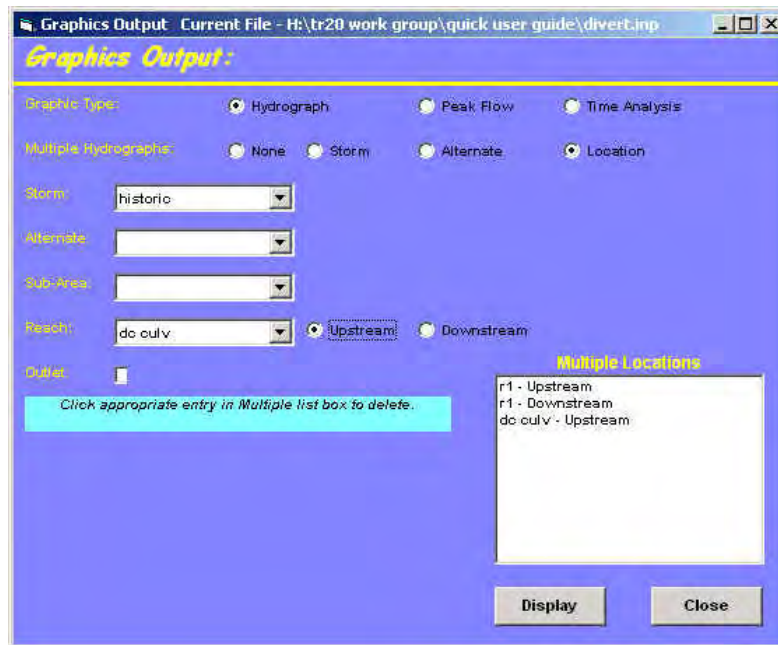 Graphics Output Current File - H:\tr20 work group\quick user guide\divert.inp
Graphics Output:
Graphic Type: Hydrograph Peak Flow Time Analysis
Multiple Hydrographs: None Storm Alternate Location
Storm: historic
Alternate:
Sub-Area:
Reach: dc culv Upstream Downstream
Outlet:
Multiple Locations
Click appropriate entry in Multiple list box to delete.
r1 - Upstream
r1 - Downstream
dc culv - Upstream
Display Close